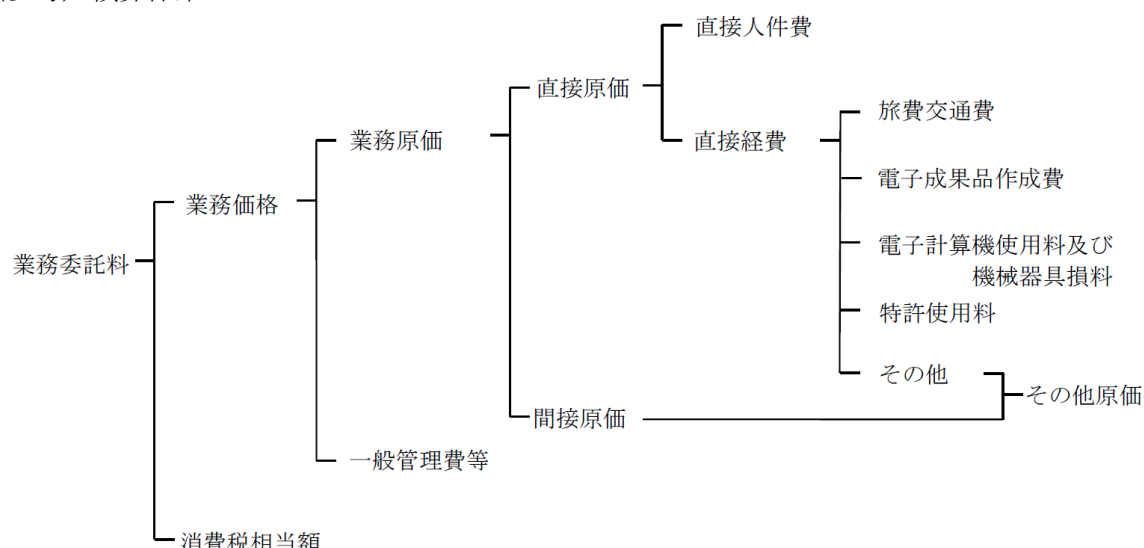 直接人件費
直接原価
旅費交通費
業務原価
直接経費
電子成果品作成費
業務価格
電子計算機使用料及び
機械器具損料
業務委託料
特許使用料
その他
その他原価
間接原価
一般管理費等
消費税相当額